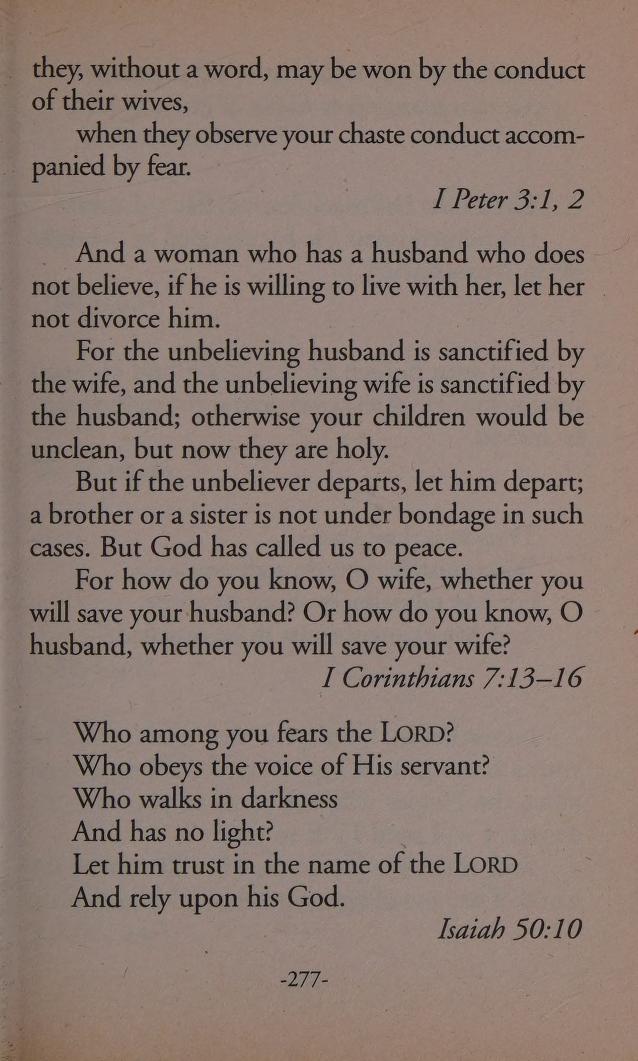 they, without a word, may be won by the conduct
of their wives,
when they observe your chaste conduct accom-
panied by fear.
I Peter 3:1, 2
And a woman who has a husband who does
not believe, if he is willing to live with her, let her
not divorce him.
For the unbelieving husband is sanctified by
the wife, and the unbelieving wife is sanctified by
the husband; otherwise your children would be
unclean, but now they are holy.
But if the unbeliever departs, let him depart;
a brother or a sister is not under bondage in such
cases. But God has called us to peace.
For how do you know, O wife, whether you
will save your husband? Or how do you know, O
husband, whether you will save your wife?
I Corinthians 7:13–16
Who among you fears the LORD?
Who obeys the voice of His servant?
Who walks in darkness
And has no light?
Let him trust in the name of the LORD
And rely upon his God.
Isaiah 50:10
-277-